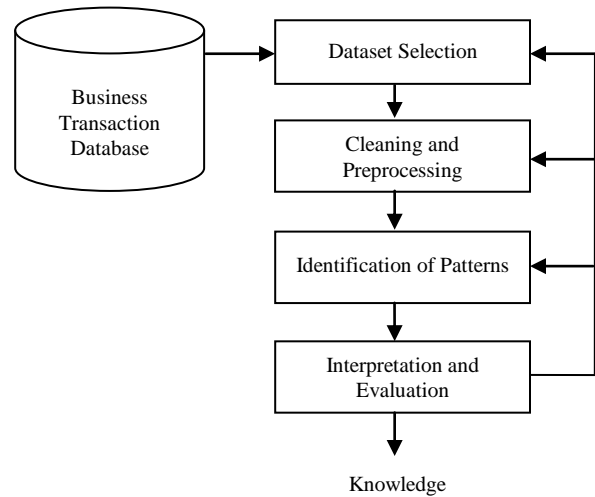 Business
Transaction
Database
Dataset Selection
Cleaning and
Preprocessing
Identification of Patterns
Interpretation and
Evaluation
Knowledge